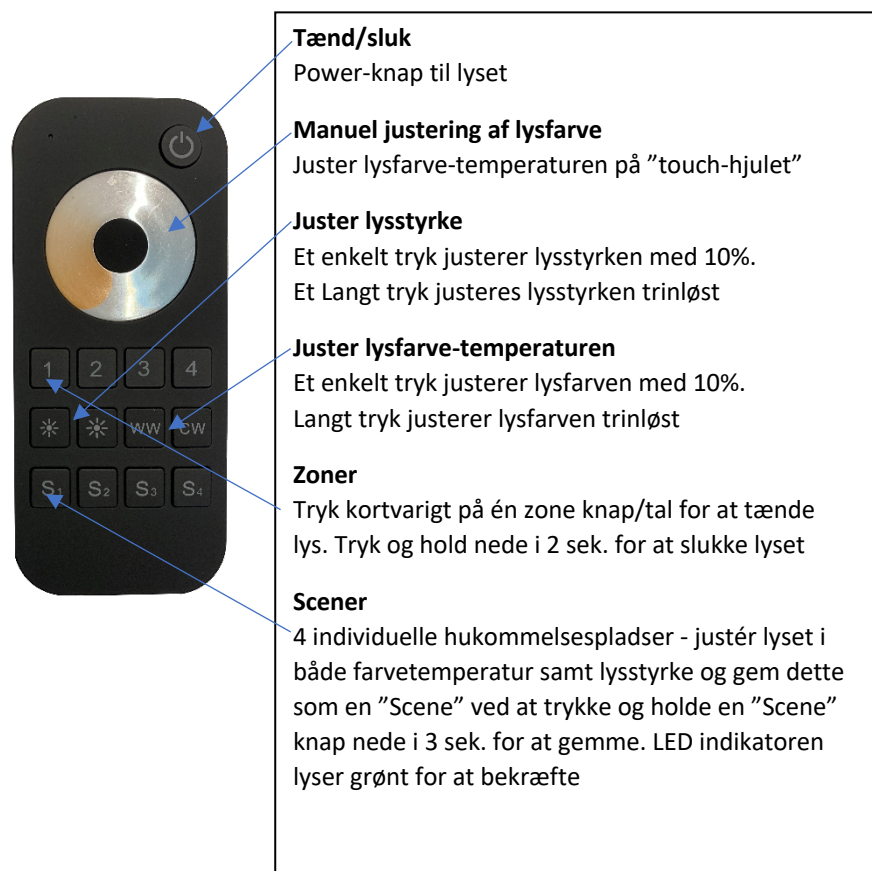 Tænd/sluk
Power-knap til lyset
Manuel justering af lysfarve
Juster lysfarve-temperaturen på ”touch-hjulet”
Juster lysstyrke
Et enkelt tryk justerer lysstyrken med 10%.
Et Langt tryk justeres lysstyrken trinløst
Juster lysfarve-temperaturen
Et enkelt tryk justerer lysfarven med 10%.
Langt tryk justerer lysfarven trinløst
Zoner
Tryk kortvarigt på én zone knap/tal for at tænde
lys. Tryk og hold nede i 2 sek. for at slukke lyset
Scener
4 individuelle hukommelsespladser - justér lyset i
både farvetemperatur samt lysstyrke og gem dette
som en ”Scene” ved at trykke og holde en ”Scene”
knap nede i 3 sek. for at gemme. LED indikatoren
lyser grønt for at bekræfte
1 2 3 4
WW CW
S1 S2 S3 S4